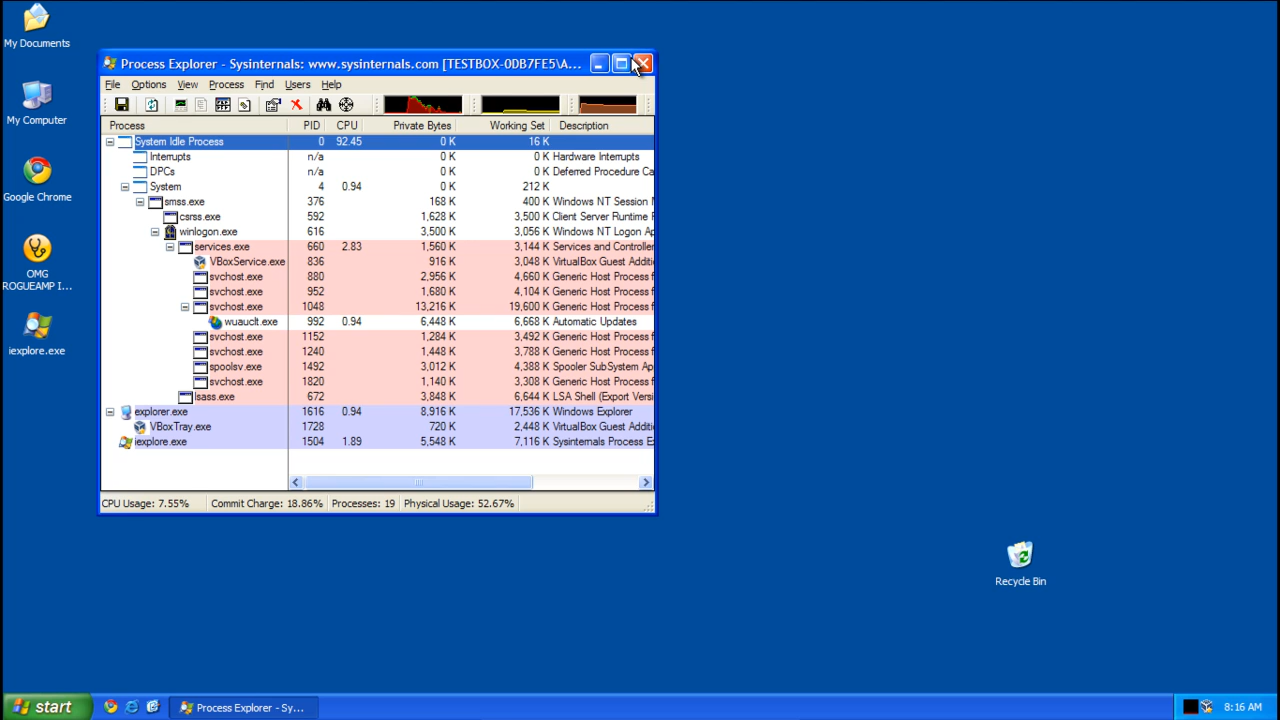 My Documents
My Computer
Google Chrome
OMG
ROGUEAMP I...
iexplore.exe
Process Explorer - Sysinternals: www.sysinternals.com [TESTBOX-0DB7FE5\A...
File Options View Process Find Users Help
Process PID CPU Private Bytes Working Set Description
System Idle Process 0 92.45 0 K 16 K
Interrupts n/a 0 K 0 K Hardware Interrupts
DPCs n/a 0 K 0 K Deferred Procedure Ca
System 4 0.94 0 K 212 K
smss.exe 376 168 K 400 K Windows NT Session M
csrss.exe 592 1,628 K 3,500 K Client Server Runtime F
winlogon.exe 616 3,500 K 3,056 K Windows NT Logon A
services.exe 660 2.83 1,560 K 3,144 K Services and Controller
VBoxService.exe 836 916 K 3,048 K VirtualBox Guest Additi
svchost.exe 880 2,956 K 4,660 K Generic Host Process f
svchost.exe 952 1,680 K 4,104 K Generic Host Process f
svchost.exe 1048 13,216 K 19,600 K Generic Host Process f
wuauclt.exe 992 0.94 6,448 K 6,668 K Automatic Updates
svchost.exe 1152 1,284 K 3,492 K Generic Host Process f
svchost.exe 1240 1,448 K 3,788 K Generic Host Process f
spoolsv.exe 1492 3,012 K 4,388 K Spooler SubSystem Ap
svchost.exe 1820 1,140 K 3,308 K Generic Host Process f
lsass.exe 672 3,848 K 6,644 K LSA Shell (Export Versi
explorer.exe 1616 0.94 8,916 K 17,536 K Windows Explorer
VBoxTray.exe 1728 720 K 2,448 K VirtualBox Guest Additi
iexplore.exe 1504 1.89 5,548 K 7,116 K Sysinternals Process E
CPU Usage: 7.55% Commit Charge: 18.86% Processes: 19 Physical Usage: 52.67%
Recycle Bin
start Process Explorer - Sy... 8:16 AM